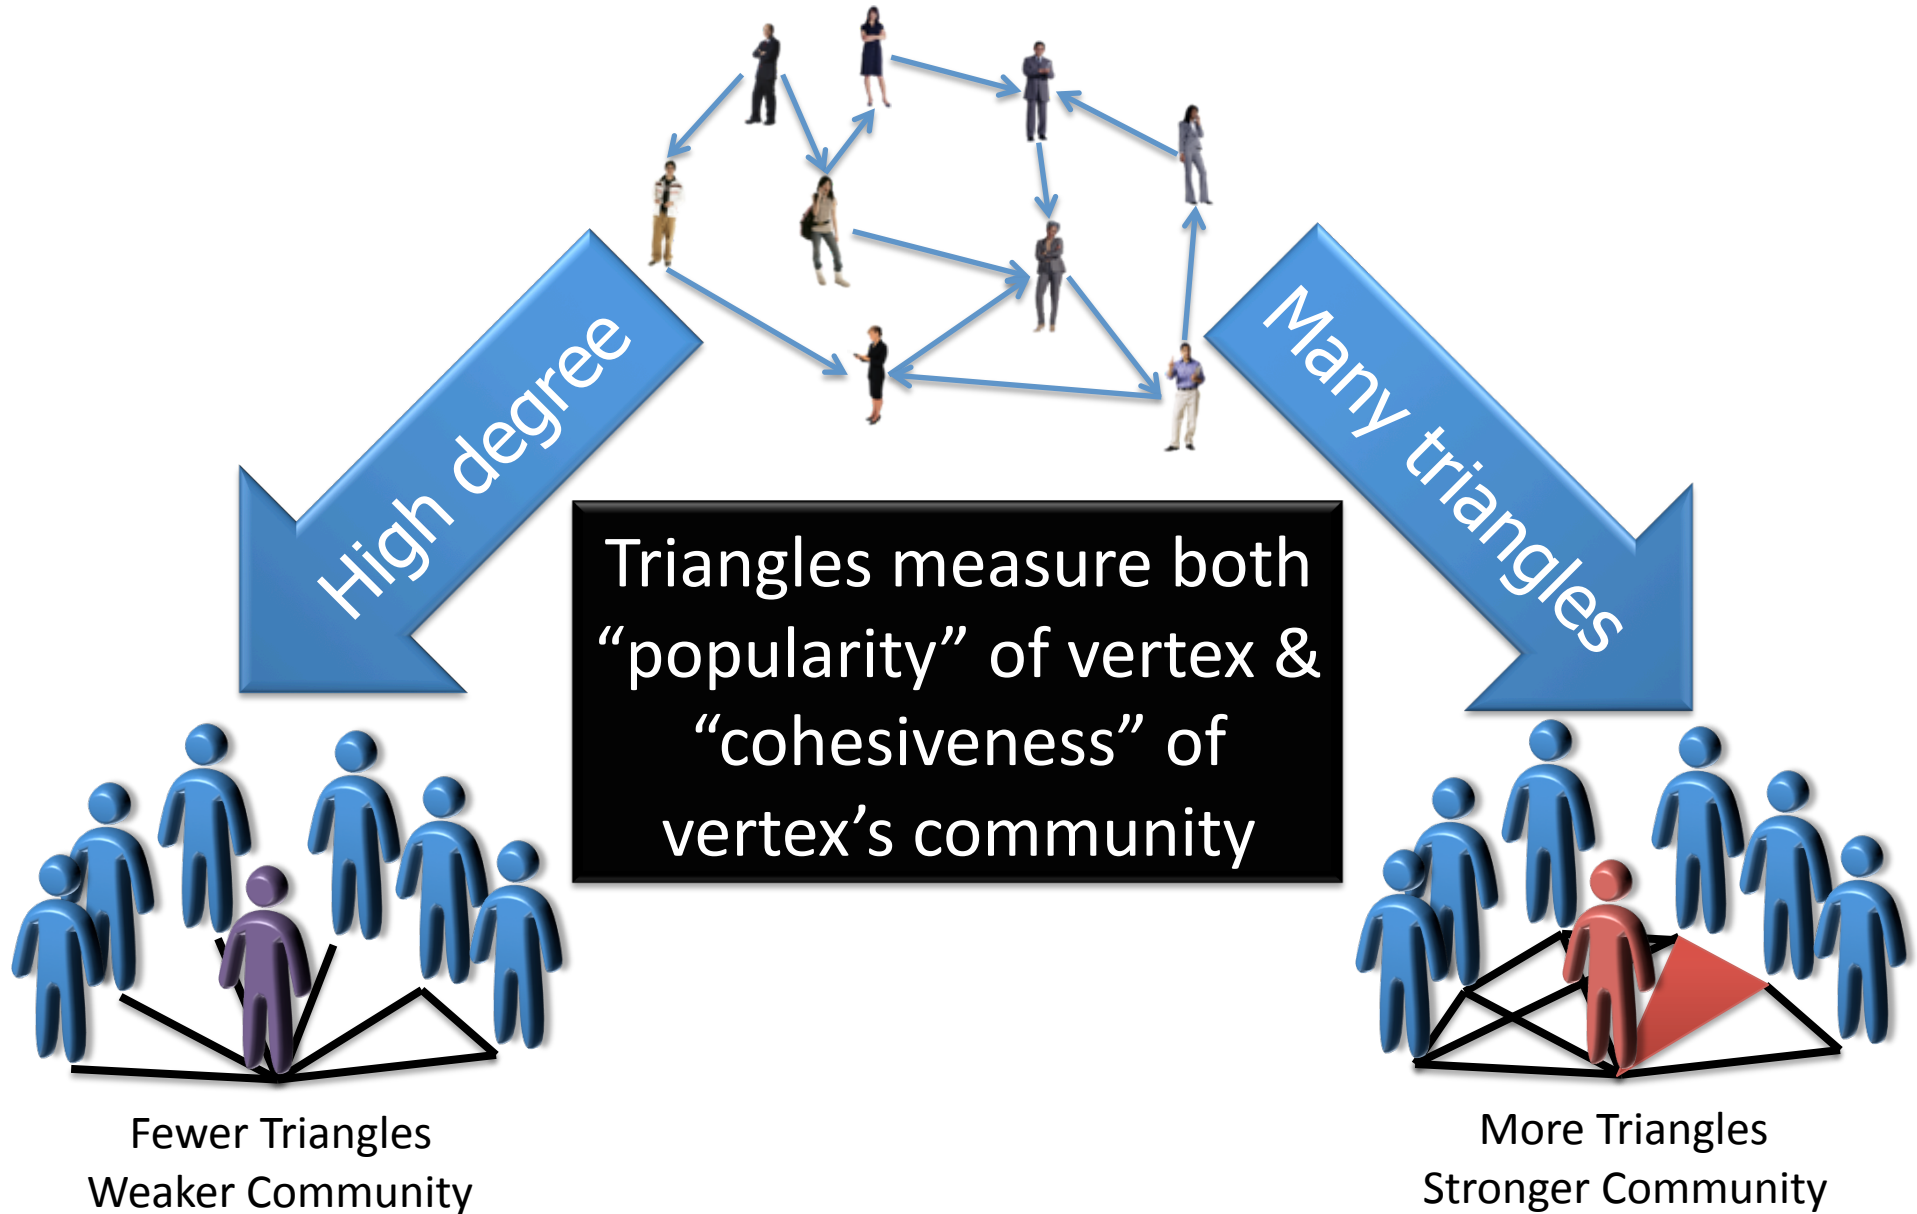 High degree
Many triangles
Triangles measure both
“popularity” of vertex &
“cohesiveness” of
vertex’s community
Fewer Triangles
Weaker Community
More Triangles
Stronger Community